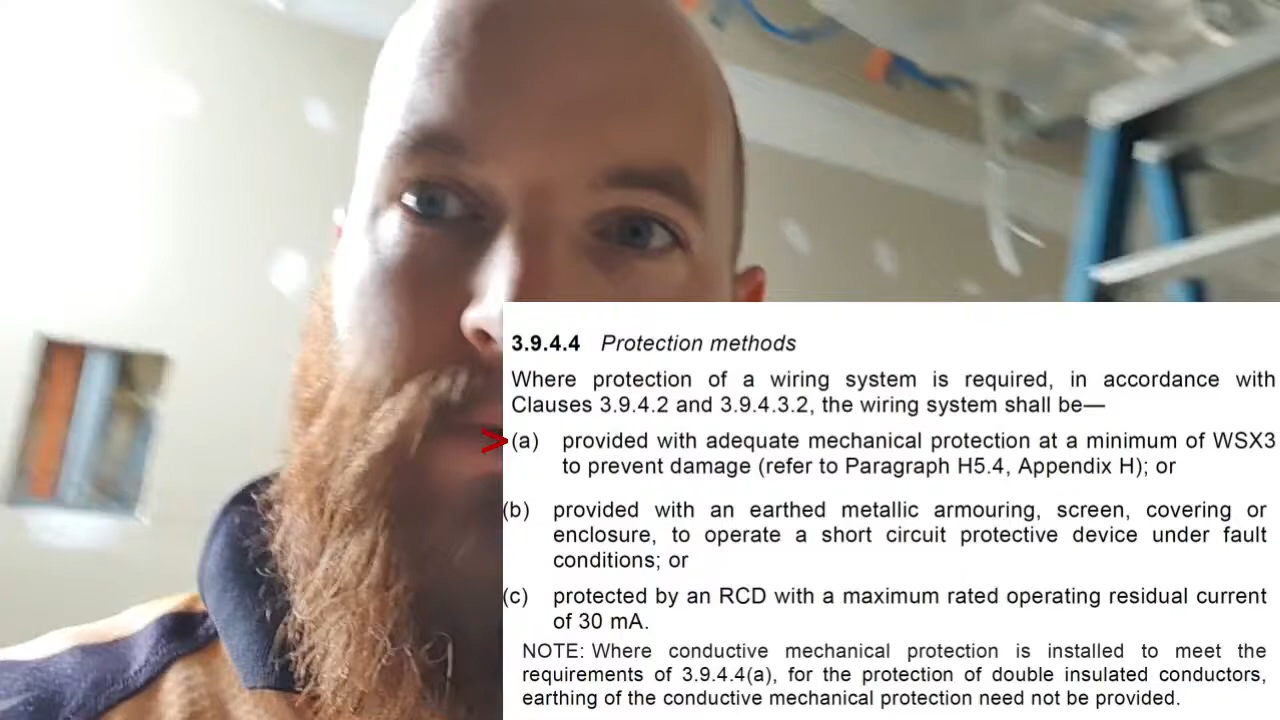 3.9.4.4 Protection methods
Where protection of a wiring system is required, in accordance with
Clauses 3.9.4.2 and 3.9.4.3.2, the wiring system shall be—
> (a) provided with adequate mechanical protection at a minimum of WSX3
to prevent damage (refer to Paragraph H5.4, Appendix H); or
(b) provided with an earthed metallic armouring, screen, covering or
enclosure, to operate a short circuit protective device under fault
conditions; or
(c) protected by an RCD with a maximum rated operating residual current
of 30 mA.
NOTE: Where conductive mechanical protection is installed to meet the
requirements of 3.9.4.4(a), for the protection of double insulated conductors,
earthing of the conductive mechanical protection need not be provided.